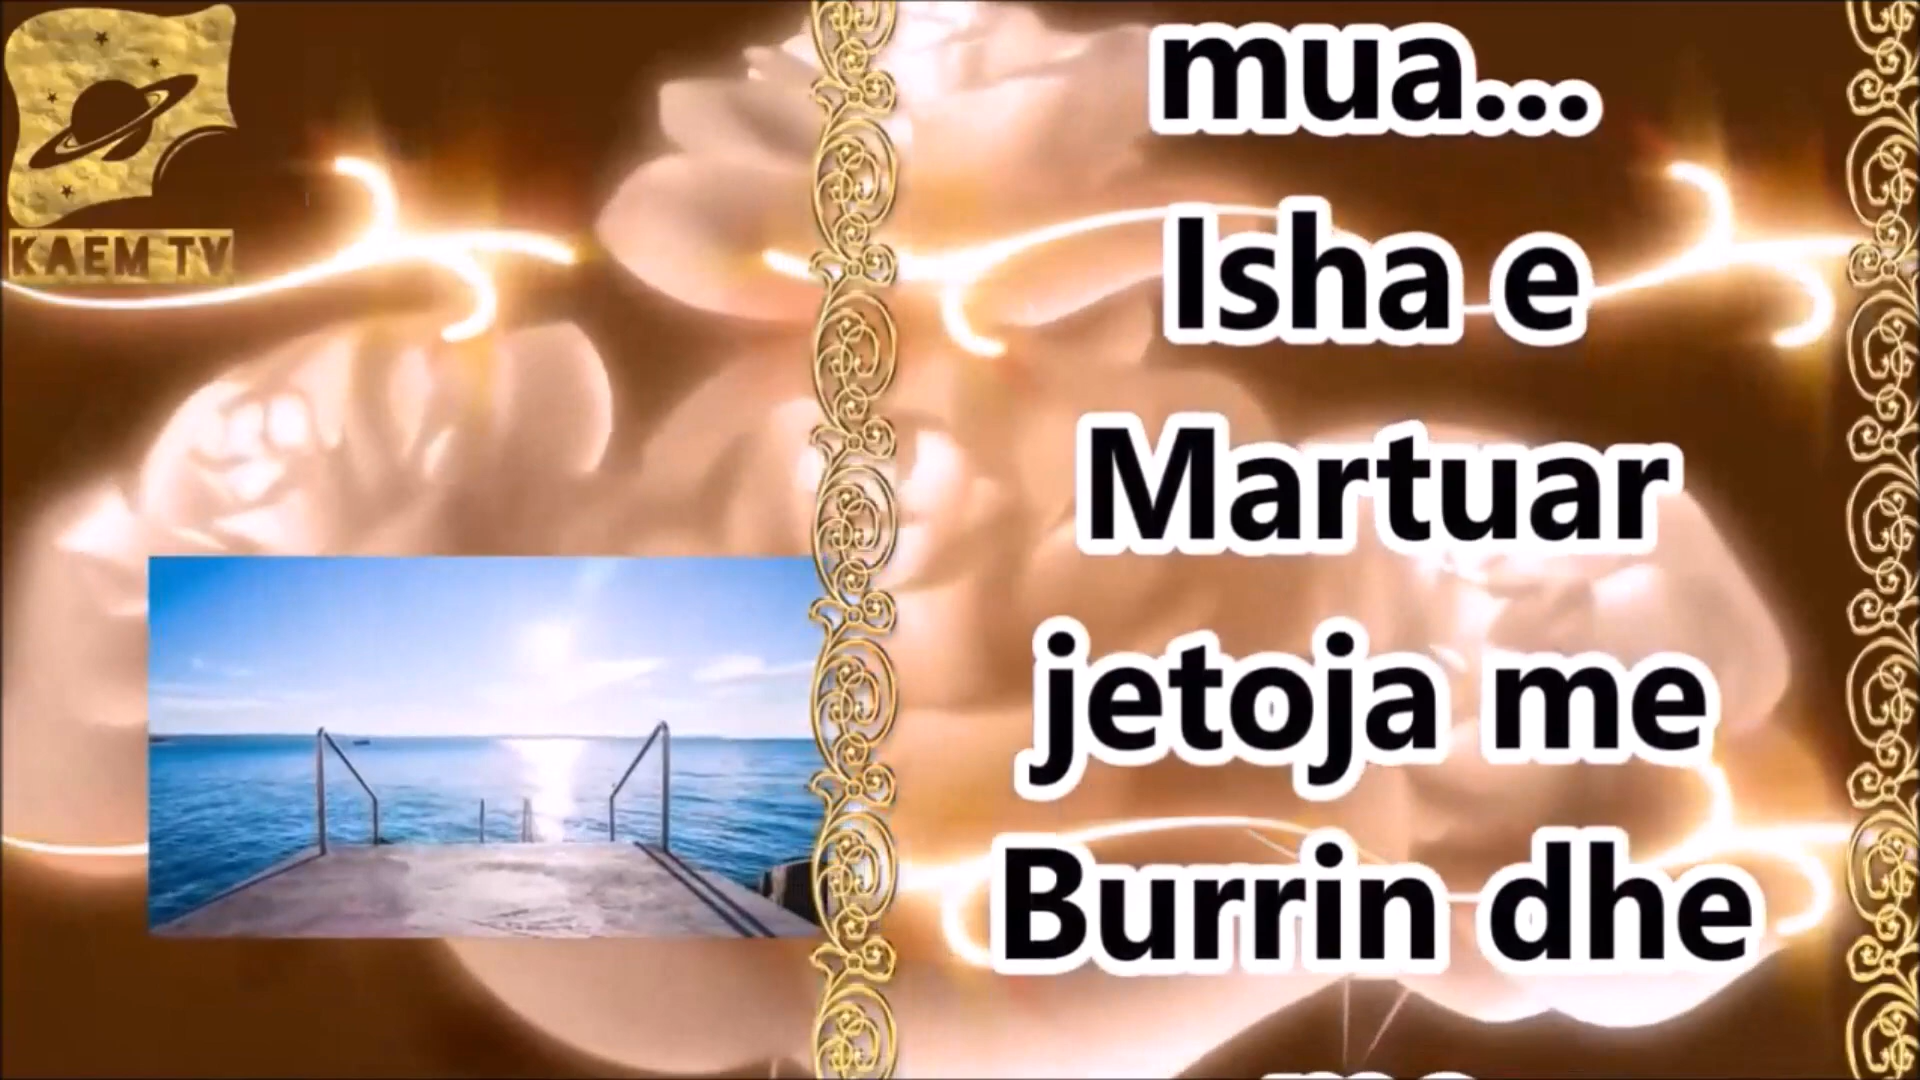 KAEM TV
mua...
Isha e
Martuar
jetoja me
Burrin dhe